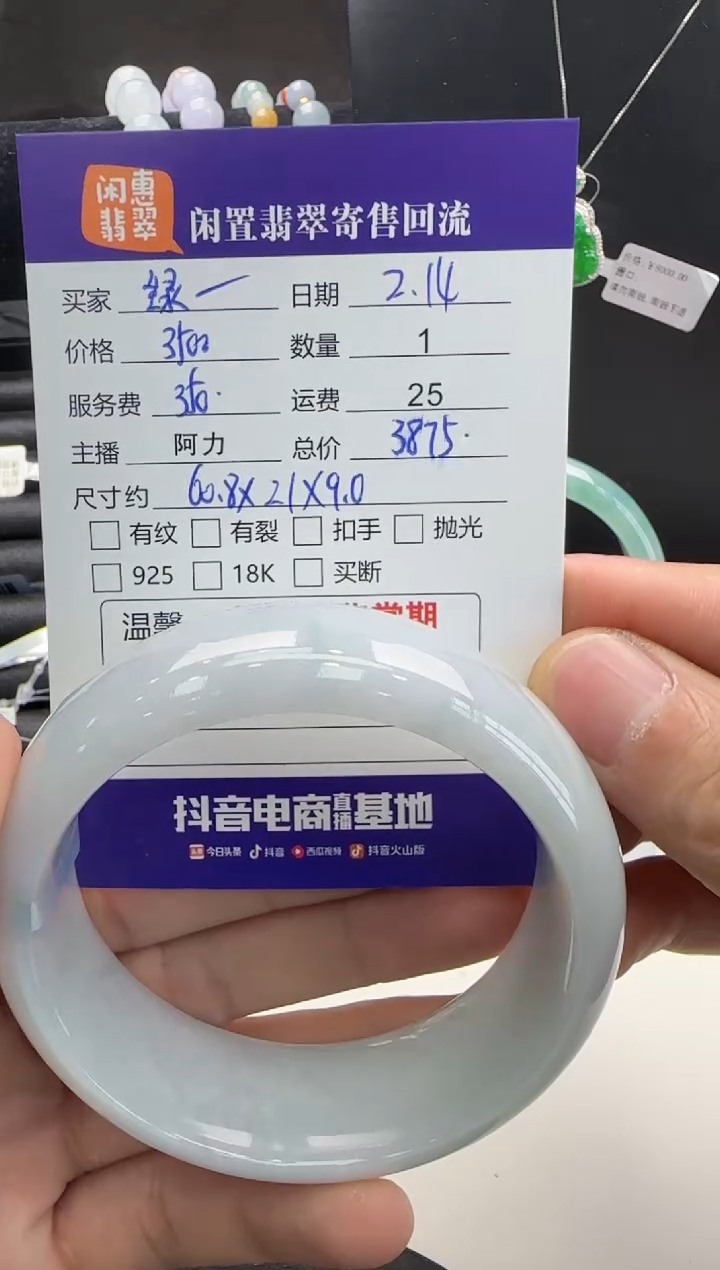 闲惠
翡翠
闲置翡翠寄售回流
买家 绿一 日期 2.14
价格 3500 数量 1
服务费 350. 运费 25
主播 阿力 总价 3875.
尺寸约 60.8X21X9.0
有纹 有裂 扣手 抛光
925 18K 买断
温馨
抖音电商直播基地
今日头条 抖音 西瓜视频 抖音火山版
价格:¥8000.00